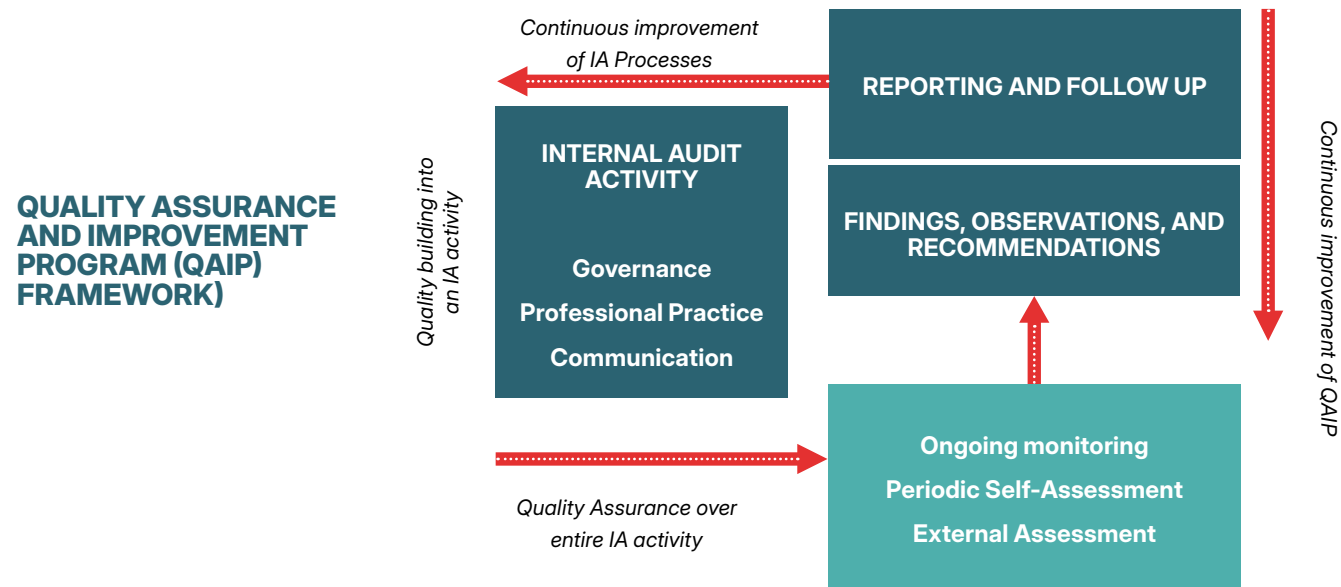 QUALITY ASSURANCE
AND IMPROVEMENT
PROGRAM (QAIP)
FRAMEWORK)
Quality building into
an IA activity
Continuous improvement
of IA Processes
INTERNAL AUDIT
ACTIVITY
Governance
Professional Practice
Communication
Quality Assurance over
entire IA activity
REPORTING AND FOLLOW UP
FINDINGS, OBSERVATIONS, AND
RECOMMENDATIONS
Ongoing monitoring
Periodic Self-Assessment
External Assessment
Continuous improvement of QAIP